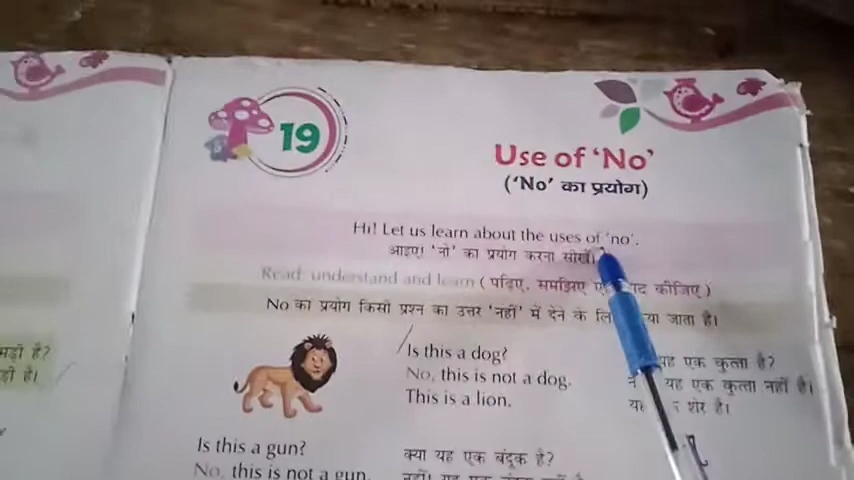 19
Use of 'No'
('No' का प्रयोग)
Hi! Let us learn about the uses of 'no'.
आइए! 'नो' का प्रयोग करना सीखें।
Read, understand and learn ( पढ़िए, समझिए कीजिए )
No का प्रयोग किसी प्रश्न का उत्तर 'नहीं' में देने के जाता है।
Is this a dog?
No, this is not a dog.
This is a lion.
यह एक कुत्ता है?
यह एक कुत्ता नहीं है।
शेर है।
है?
है।
Is this a gun?
No, this is not a gun.
क्या यह एक बंदूक है?